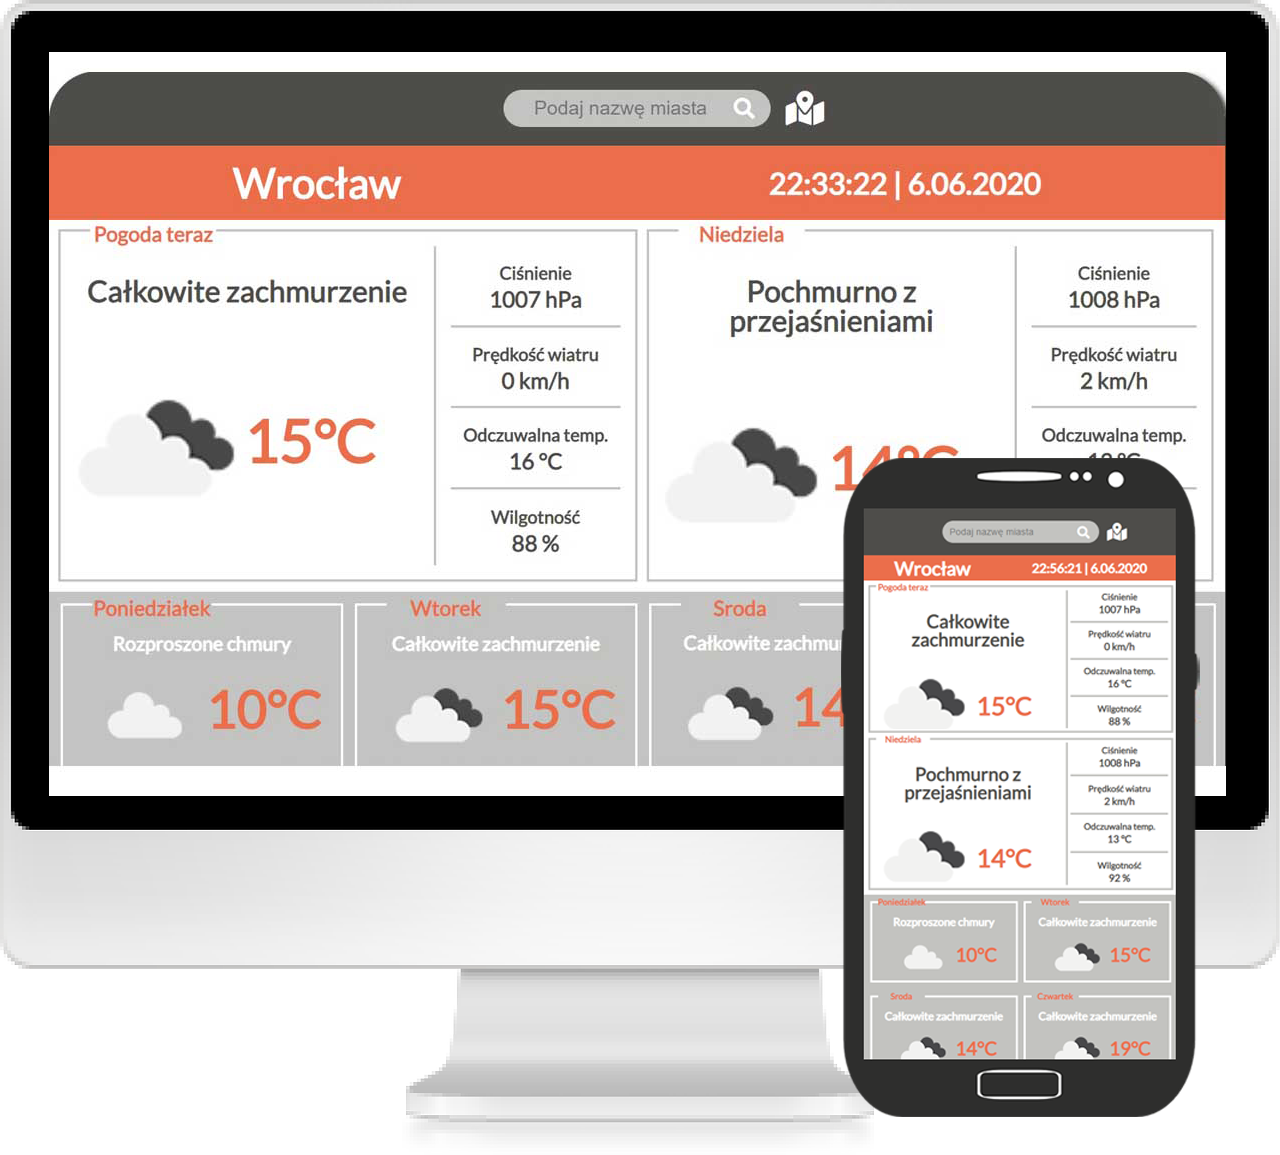 Podaj nazwę miasta
Wrocław
22:33:22 | 6.06.2020
Pogoda teraz
Całkowite zachmurzenie
15°C
Ciśnienie
1007 hPa
Prędkość wiatru
0 km/h
Odczuwalna temp.
16 °C
Wilgotność
88 %
Niedziela
Pochmurno z
przejaśnieniami
14°C
Ciśnienie
1008 hPa
Prędkość wiatru
2 km/h
Odczuwalna temp.
Poniedziałek
Rozproszone chmury
10°C
Wtorek
Całkowite zachmurzenie
15°C
Sroda
Całkowite zachmu
14
Podaj nazwę miasta
Wrocław
22:56:21 | 6.06.2020
Pogoda teraz
Całkowite
zachmurzenie
15°C
Ciśnienie
1007 hPa
Prędkość wiatru
0 km/h
Odczuwalna temp.
16 °C
Wilgotność
88 %
Niedziela
Pochmurno z
przejaśnieniami
14°C
Ciśnienie
1008 hPa
Prędkość wiatru
2 km/h
Odczuwalna temp.
13 °C
Wilgotność
92 %
Poniedziałek
Rozproszone chmury
10°C
Wtorek
Całkowite zachmurzenie
15°C
Sroda
Całkowite zachmurzenie
14°C
Czwartek
Całkowite zachmurzenie
19°C